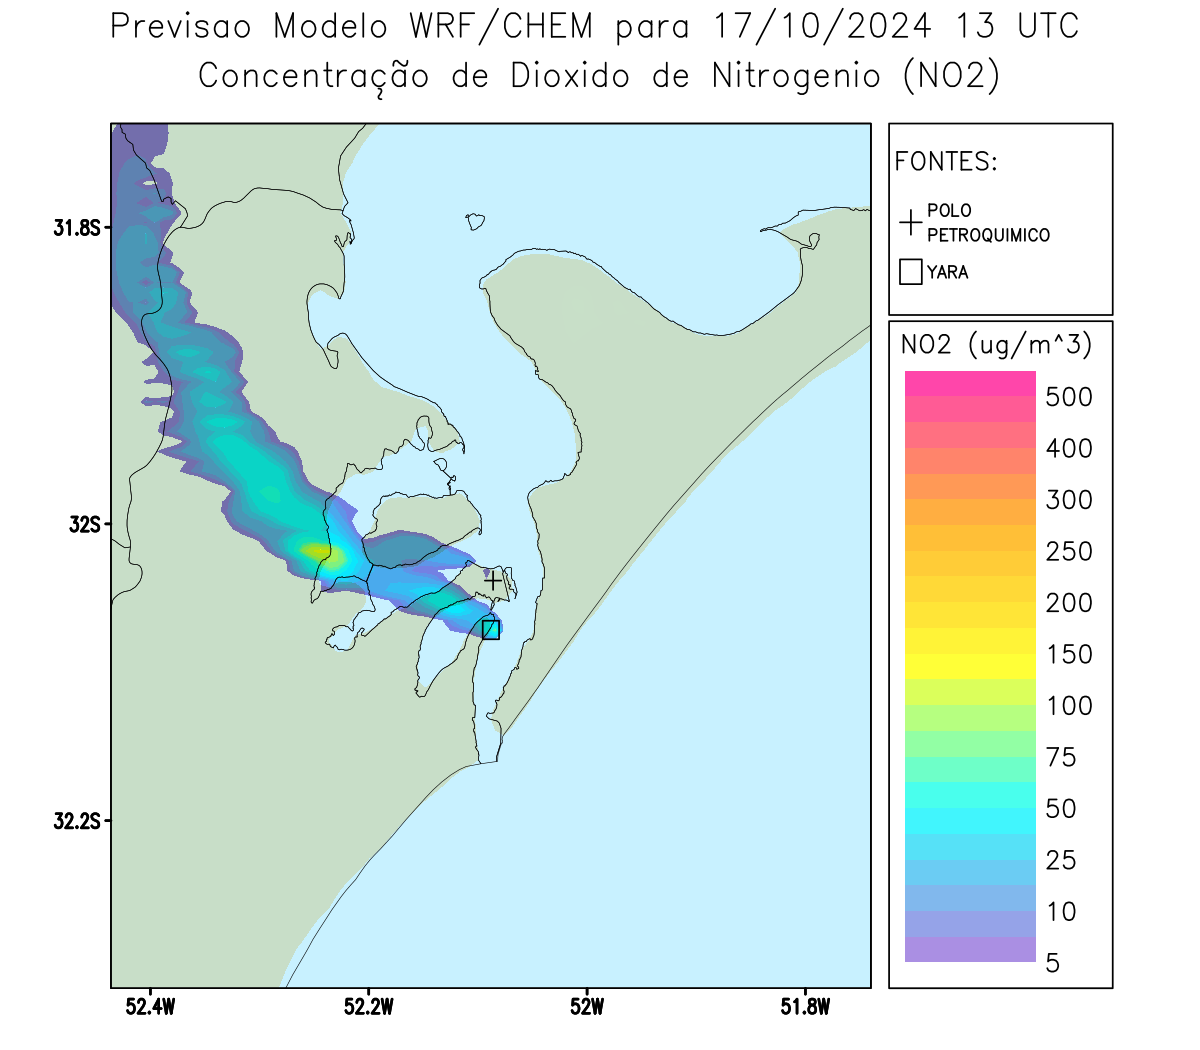 Previsao Modelo WRF/CHEM para 17/10/2024 13 UTC
Concentração de Dioxido de Nitrogenio (NO2)
FONTES:
POLO
PETROQUIMICO
YARA
31.8S
32S
32.2S
52.4W
52.2W
52W
51.8W
NO2 (ug/m^3)
500
400
300
250
200
150
100
75
50
25
10
5